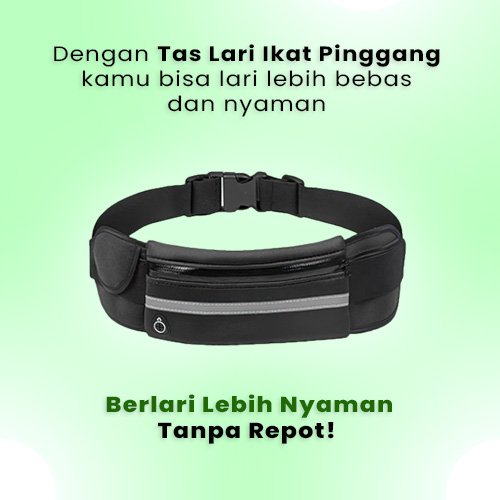 Dengan Tas Lari Ikat Pinggang
kamu bisa lari lebih bebas
dan nyaman
Berlari Lebih Nyaman
Tanpa Repot!